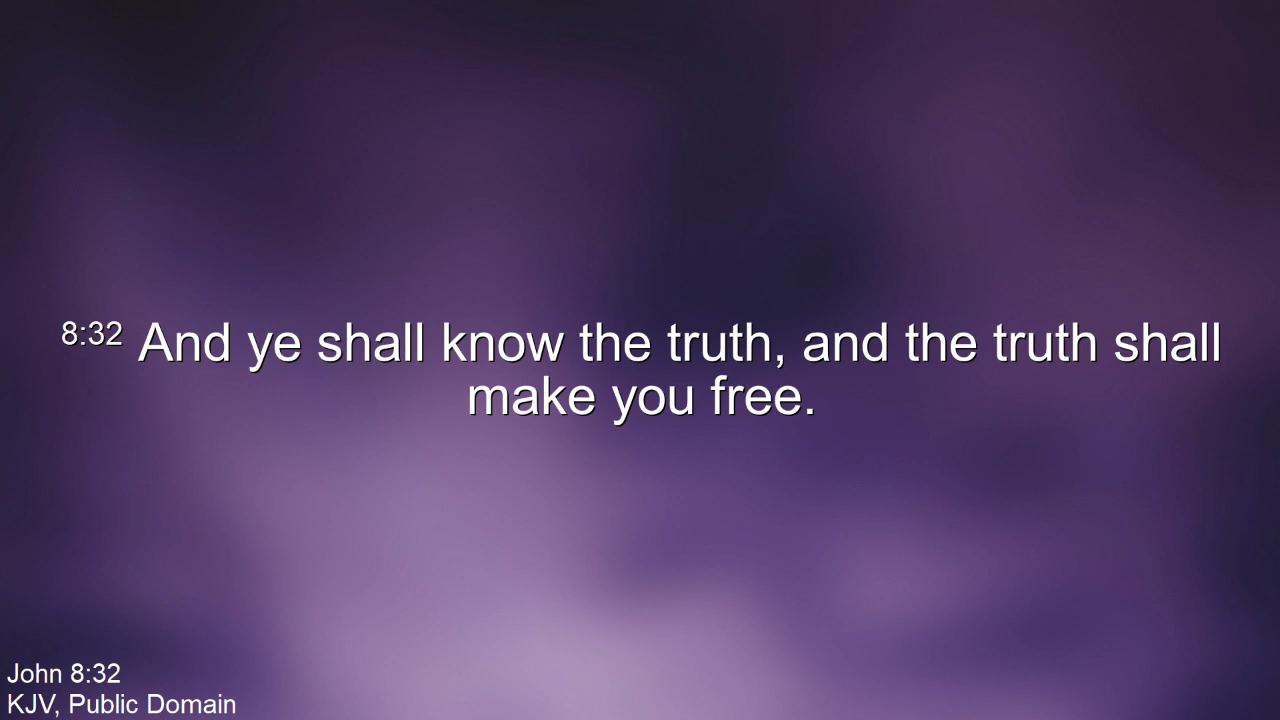 8:32 And ye shall know the truth, and the truth shall
make you free.
John 8:32
KJV, Public Domain